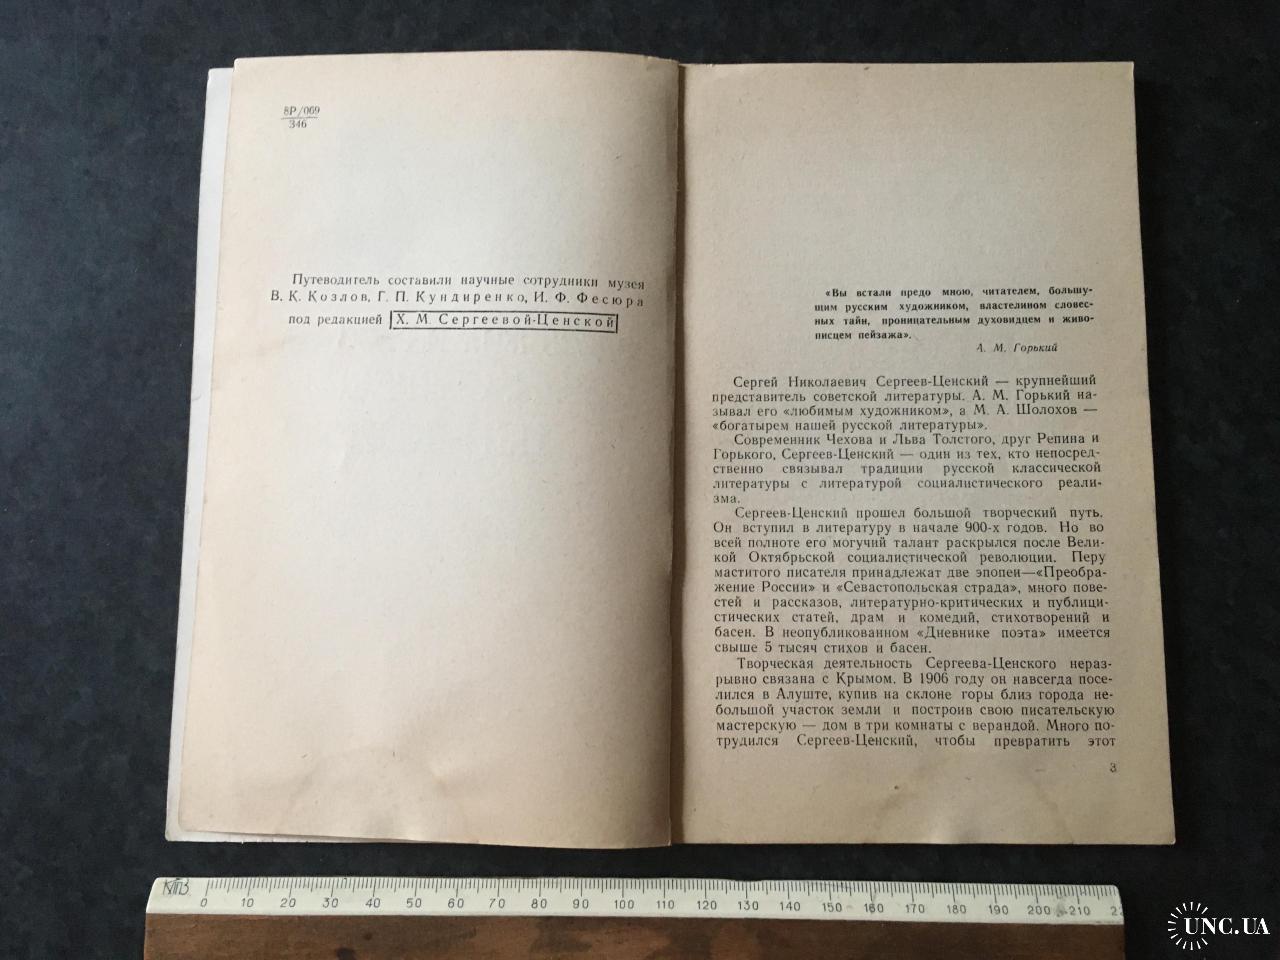 8Р/069
346
Путеводитель составили научные сотрудники музея
В. К. Козлов, Г. П. Кундиренко, И. Ф. Фесюра
под редакцией Х. М. Сергеевой-Ценской
«Вы встали предо мною, читателем, большу-
щим русским художником, властелином словес-
ных тайн, проницательным духовидцем и живо-
писцем пейзажа».
А. М. Горький
Сергей Николаевич Сергеев-Ценский — крупнейший
представитель советской литературы. А. М. Горький на-
зывал его «любимым художником», а М. А. Шолохов —
«богатырем нашей русской литературы».
Современник Чехова и Льва Толстого, друг Репина и
Горького, Сергеев-Ценский — один из тех, кто непосред-
ственно связывал традиции русской классической
литературы с литературой социалистического реали-
зма.
Сергеев-Ценский прошел большой творческий путь.
Он вступил в литературу в начале 900-х годов. Но во
всей полноте его могучий талант раскрылся после Вели-
кой Октябрьской социалистической революции. Перу
маститого писателя принадлежат две эпопеи—«Преобра-
жение России» и «Севастопольская страда», много пове-
стей и рассказов, литературно-критических и публици-
стических статей, драм и комедий, стихотворений и
басен. В неопубликованном «Дневнике поэта» имеется
свыше 5 тысяч стихов и басен.
Творческая деятельность Сергеева-Ценского нераз-
рывно связана с Крымом. В 1906 году он навсегда посе-
лился в Алуште, купив на склоне горы близ города не-
большой участок земли и построив свою писательскую
мастерскую — дом в три комнаты с верандой. Много по-
трудился Сергеев-Ценский, чтобы превратить этот
3
0 10 20 30 40 50 60 70 80 90 100 110 120 130 140 150 160 170 180 190 200 210
UNC.UA